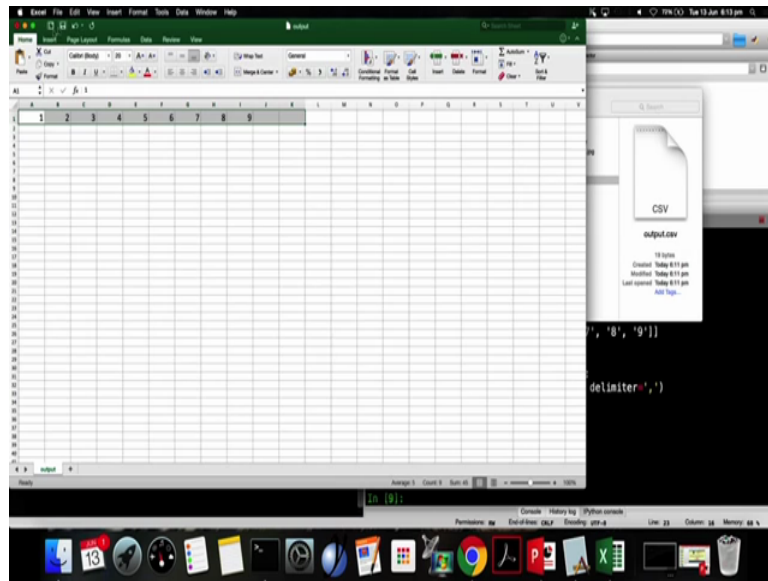 Excel File Edit View Insert Format Tools Data Window Help
77% Tue 13 Jun 6:13 pm
output
Home Insert Page Layout Formulas Data Review View
Cut
Copy
Paste Format
Calibri (Body)
Wrap Text
Merge & Center
General
Conditional Formatting
Format as Table
Cell Styles
Insert Delete Format
AutoSum
Fill
Clear
Sort & Filter
A1 fx 1
A B C D E F G H I J K L M N O P Q R S T U V
1 2 3 4 5 6 7 8 9
Search
CSV
output.csv
19 bytes
Created Today 6:11 pm
Modified Today 6:11 pm
Last opened Today 6:11 pm
Add Tags...
', '8', '9']]
delimiter=',')
output
Ready
Average: 5 Count: 9 Sum: 45
100%
In [9]:
Console History log IPython console
Permissions: RW End-of-lines: CRLF Encoding: UTF-8 Line: 23 Column: 16 Memory: 68 %
JUN
13